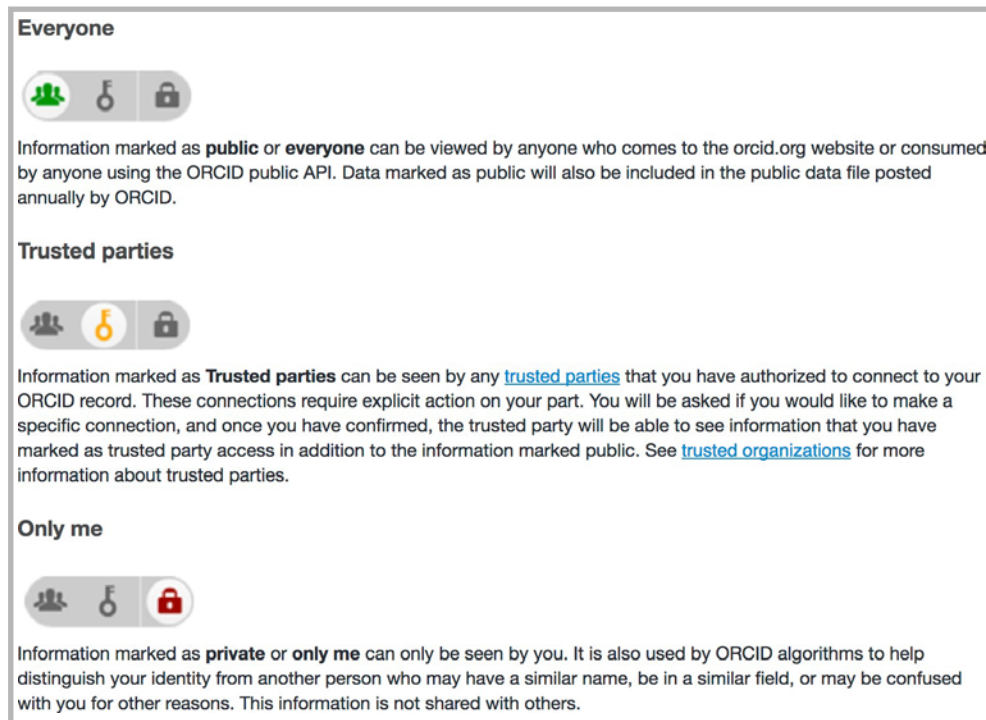 Everyone
Information marked as public or everyone can be viewed by anyone who comes to the orcid.org website or consumed
by anyone using the ORCID public API. Data marked as public will also be included in the public data file posted
annually by ORCID.
Trusted parties
Information marked as Trusted parties can be seen by any trusted parties that you have authorized to connect to your
ORCID record. These connections require explicit action on your part. You will be asked if you would like to make a
specific connection, and once you have confirmed, the trusted party will be able to see information that you have
marked as trusted party access in addition to the information marked public. See trusted organizations for more
information about trusted parties.
Only me
Information marked as private or only me can only be seen by you. It is also used by ORCID algorithms to help
distinguish your identity from another person who may have a similar name, be in a similar field, or may be confused
with you for other reasons. This information is not shared with others.